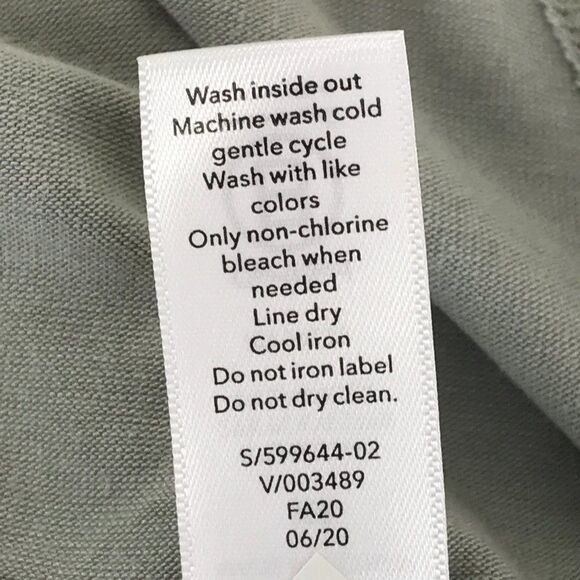 Wash inside out
Machine wash cold
gentle cycle
Wash with like
colors
Only non-chlorine
bleach when
needed
Line dry
Cool iron
Do not iron label
Do not dry clean.
S/599644-02
V/003489
FA20
06/20